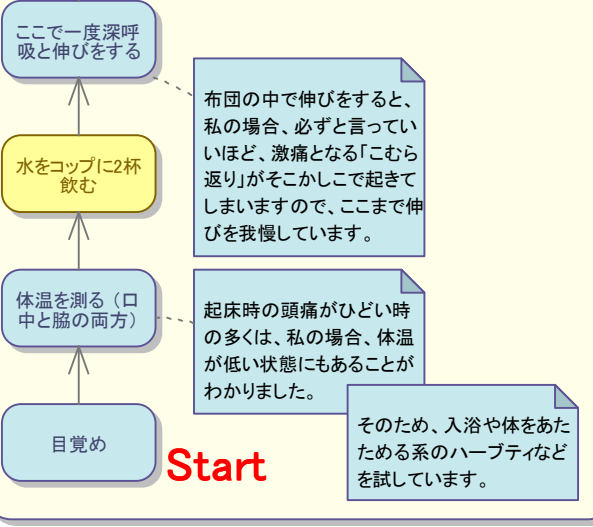 ここで一度深呼
吸と伸びをする
布団の中で伸びをすると、
私の場合、必ずと言ってい
いほど、激痛となる「こむら
返り」がそこかしこで起きて
しまいますので、ここまで伸
びを我慢しています。
水をコップに2杯
飲む
体温を測る（口
中と脇の両方）
起床時の頭痛がひどい時
の多くは、私の場合、体温
が低い状態にもあることが
わかりました。
そのため、入浴や体をあた
ためる系のハーブティなど
を試しています。
目覚め
Start